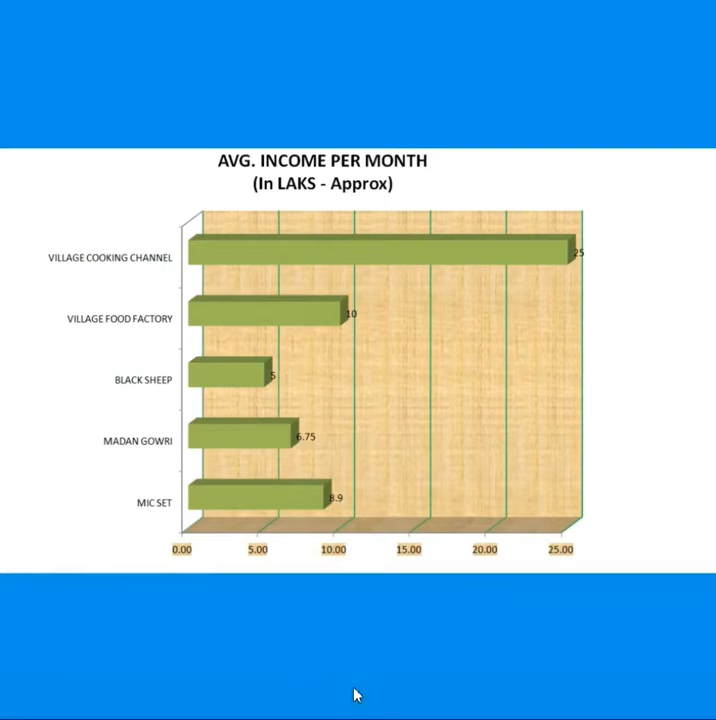 AVG. INCOME PER MONTH
(In LAKS - Approx)
VILLAGE COOKING CHANNEL
25
VILLAGE FOOD FACTORY
10
BLACK SHEEP
5
MADAN GOWRI
6.75
MIC SET
8.9
0.00 5.00 10.00 15.00 20.00 25.00